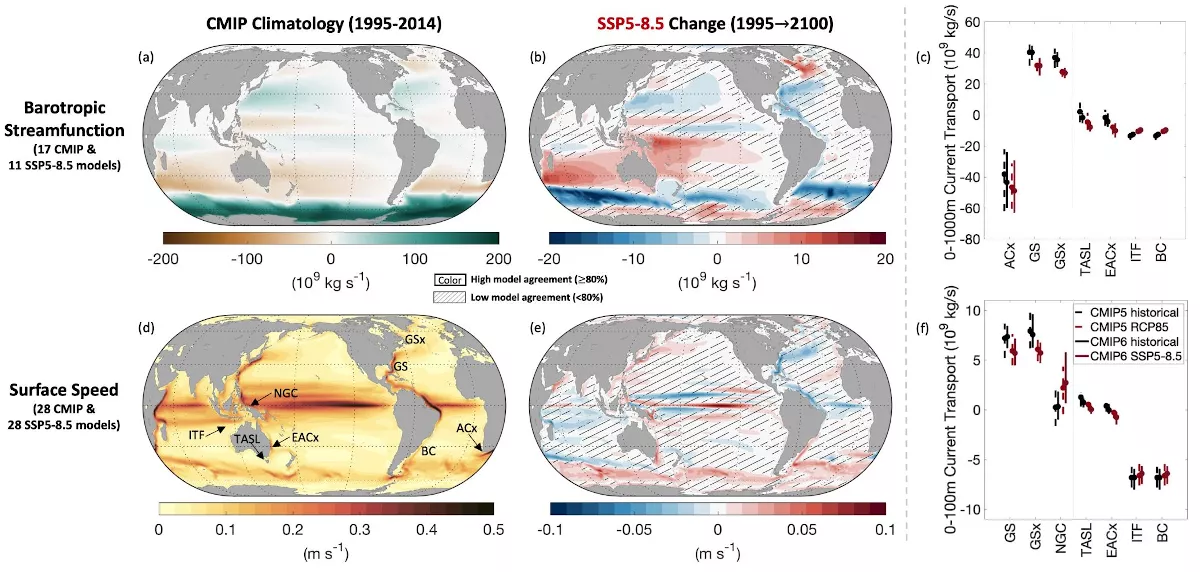 CMIP Climatology (1995-2014)
SSP5-8.5 Change (1995→2100)
Barotropic
Streamfunction
(17 CMIP &
11 SSP5-8.5 models)
(a)
-200 -100 0 100 200
(10⁹ kg s⁻¹)
(b)
-20 -10 0 10 20
(10⁹ kg s⁻¹)
Color High model agreement (≥80%)
Low model agreement (<80%)
(c)
0-1000m Current Transport (10⁹ kg/s)
60
40
20
0
-20
-40
-60
-80
ACx
GS
GSx
TASL
EACx
ITF
BC
Surface Speed
(28 CMIP &
28 SSP5-8.5 models)
(d)
GSx
GS
NGC
ITF
TASL
EACx
ACx
BC
0 0.1 0.2 0.3 0.4 0.5
(m s⁻¹)
(e)
-0.1 -0.05 0 0.05 0.1
(m s⁻¹)
(f)
0-100m Current Transport (10⁹ kg/s)
10
5
0
-5
-10
CMIP5 historical
CMIP5 RCP85
CMIP6 historical
CMIP6 SSP5-8.5
GS
GSx
NGC
TASL
EACx
ITF
BC